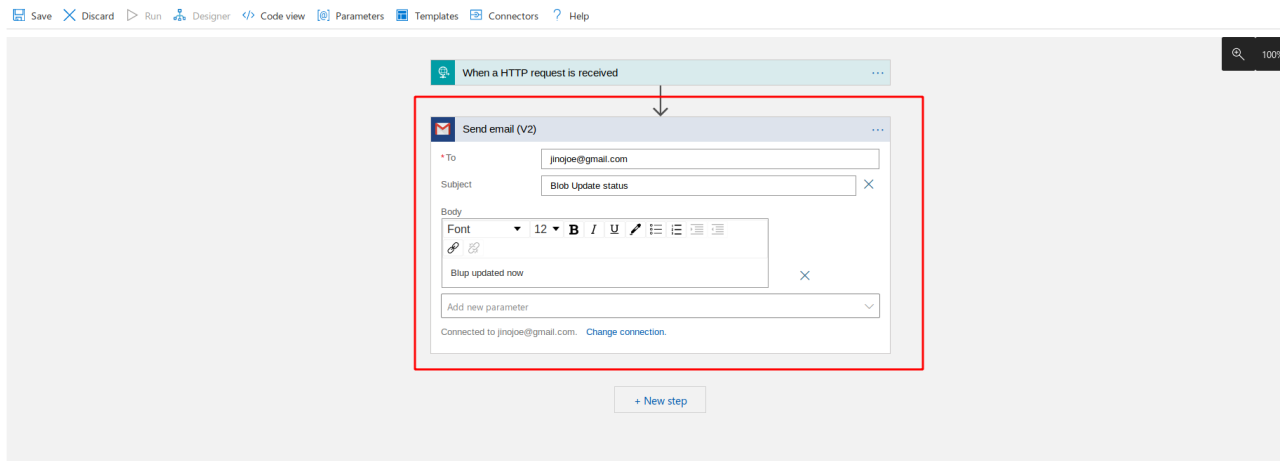 Save Discard Run Designer </> Code view [@] Parameters Templates Connectors ? Help
100%
When a HTTP request is received ...
Send email (V2) ...
*To jinojoe@gmail.com
Subject Blob Update status
Body
Font 12 B I U
Blup updated now
Add new parameter
Connected to jinojoe@gmail.com. Change connection.
+ New step